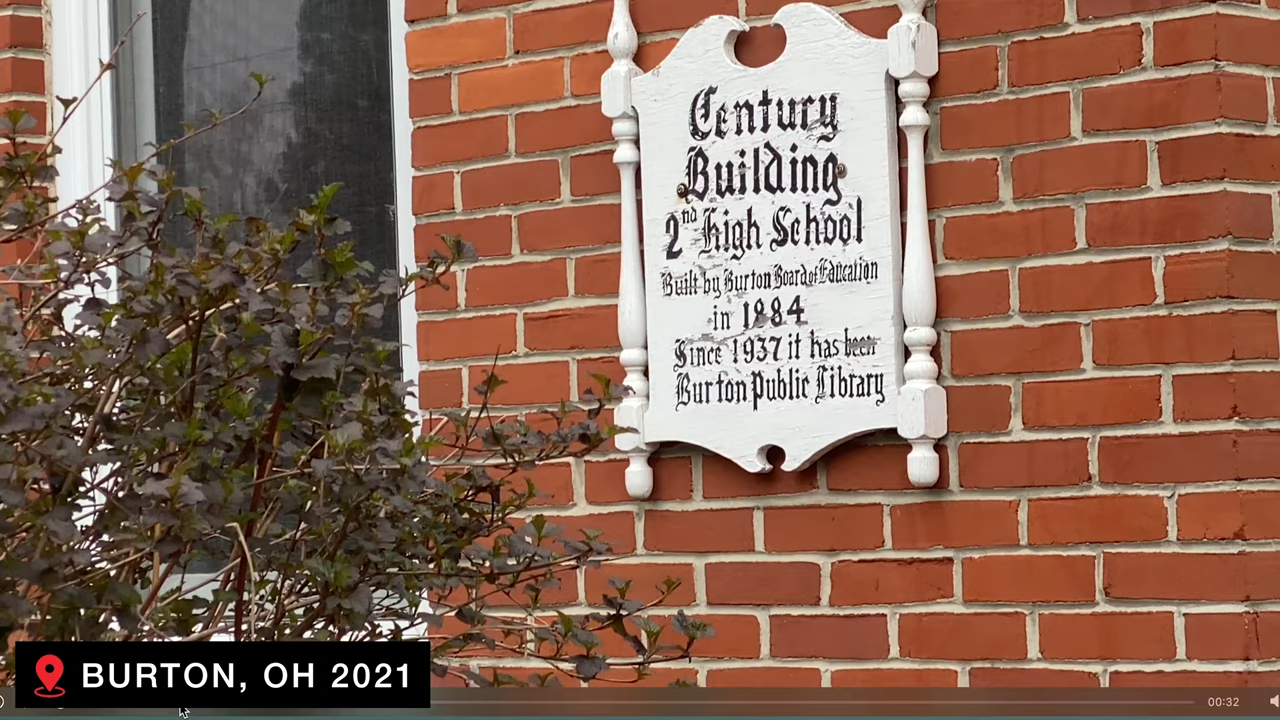 Century
Building
2nd High School
Built by Burton Board of Education
in 1884
Since 1937 it has been
Burton Public Library
BURTON, OH 2021
00:32